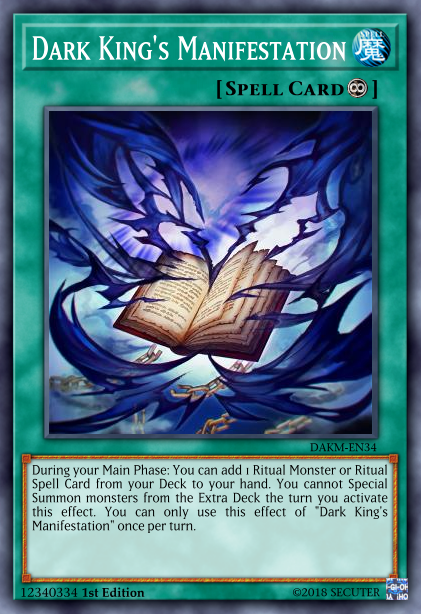 Dark King's Manifestation 魔
[Spell Card]
DAKM-EN34
During your Main Phase: You can add 1 Ritual Monster or Ritual
Spell Card from your Deck to your hand. You cannot Special
Summon monsters from the Extra Deck the turn you activate
this effect. You can only use this effect of "Dark King's
Manifestation" once per turn.
12340334 1st Edition ©2018 SECUTER